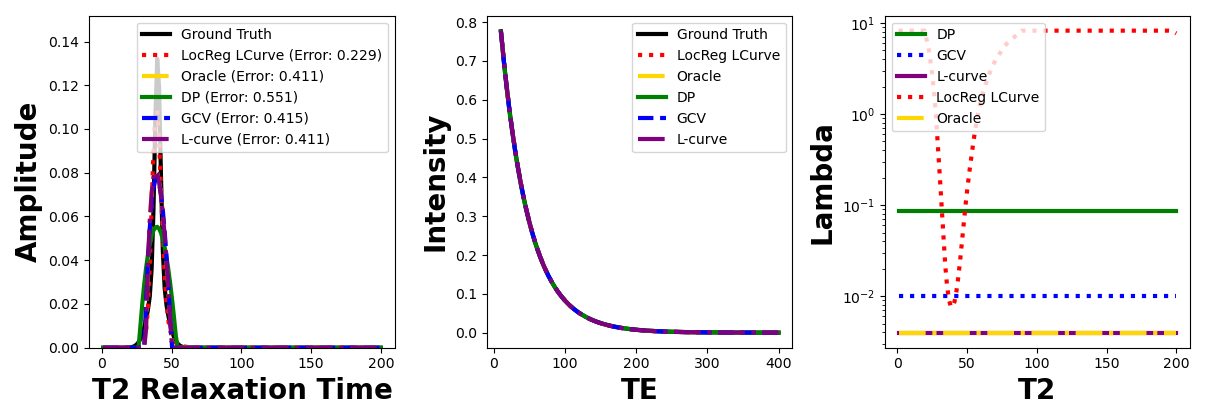 0.14
0.12
0.10
0.08
0.06
0.04
0.02
0.00
Amplitude
Ground Truth
LocReg LCurve (Error: 0.229)
Oracle (Error: 0.411)
DP (Error: 0.551)
GCV (Error: 0.415)
L-curve (Error: 0.411)
0 50 100 150 200
T2 Relaxation Time
0.8
0.7
0.6
0.5
0.4
0.3
0.2
0.1
0.0
Intensity
Ground Truth
LocReg LCurve
Oracle
DP
GCV
L-curve
0 100 200 300 400
TE
10¹
10⁰
10⁻¹
10⁻²
Lambda
DP
GCV
L-curve
LocReg LCurve
Oracle
0 50 100 150 200
T2